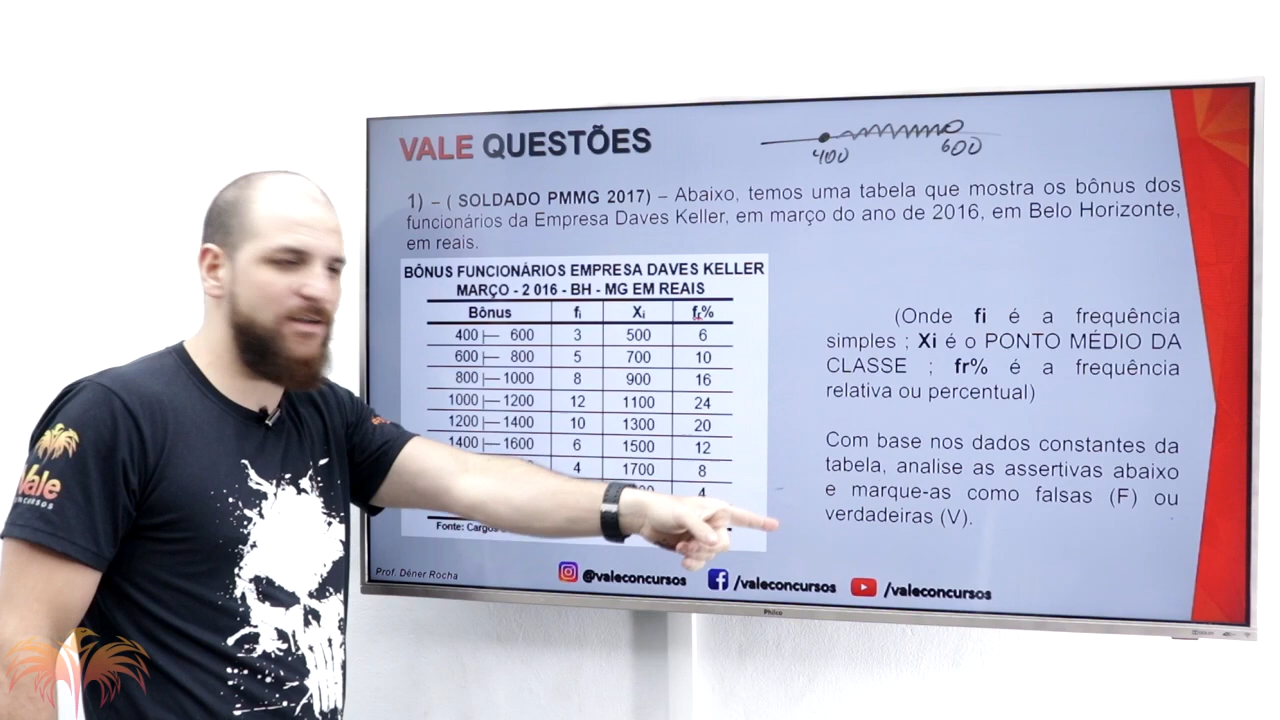 VALE QUESTÕES
400 600
1) – ( SOLDADO PMMG 2017) – Abaixo, temos uma tabela que mostra os bônus dos
funcionários da Empresa Daves Keller, em março do ano de 2016, em Belo Horizonte,
em reais.
BÔNUS FUNCIONÁRIOS EMPRESA DAVES KELLER
MARÇO - 2 016 - BH - MG EM REAIS
Bônus fi Xi fr%
400 |— 600 3 500 6
600 |— 800 5 700 10
800 |— 1000 8 900 16
1000 |— 1200 12 1100 24
1200 |— 1400 10 1300 20
1400 |— 1600 6 1500 12
4 1700 8
4
Fonte: Cargos
(Onde fi é a frequência
simples ; Xi é o PONTO MÉDIO DA
CLASSE ; fr% é a frequência
relativa ou percentual)
Com base nos dados constantes da
tabela, analise as assertivas abaixo
e marque-as como falsas (F) ou
verdadeiras (V).
Prof. Dêner Rocha
@valeconcursos /valeconcursos /valeconcursos
Philco
Vale
CONCURSOS